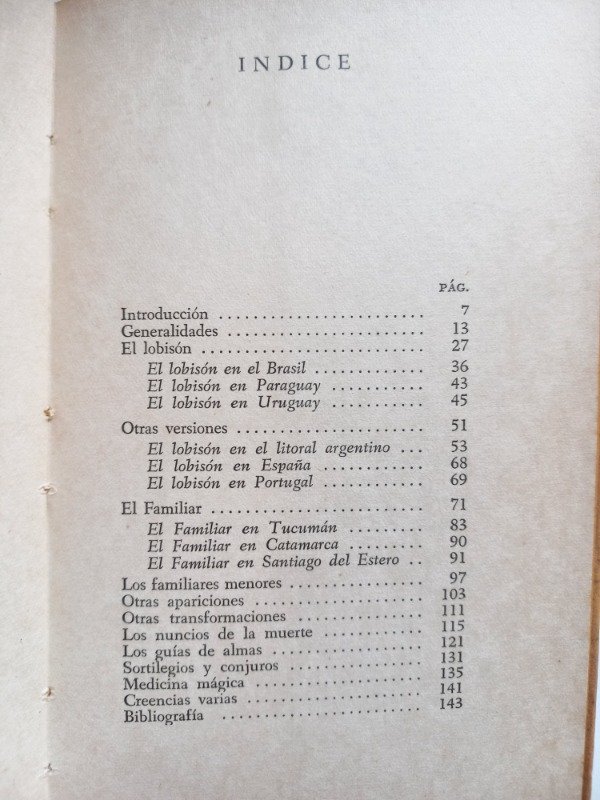 INDICE
PÁG.
Introducción ........................ 7
Generalidades ....................... 13
El lobisón .......................... 27
El lobisón en el Brasil ............. 36
El lobisón en Paraguay ........... 43
El lobisón en Uruguay ............ 45
Otras versiones ...................... 51
El lobisón en el litoral argentino ... 53
El lobisón en España ............. 68
El lobisón en Portugal ............. 69
El Familiar ......................... 71
El Familiar en Tucumán .......... 83
El Familiar en Catamarca ......... 90
El Familiar en Santiago del Estero .. 91
Los familiares menores ................ 97
Otras apariciones .................... 103
Otras transformaciones ................ 111
Los nuncios de la muerte ............. 115
Los guías de almas .................. 121
Sortilegios y conjuros ................ 131
Medicina mágica .................... 135
Creencias varias ..................... 141
Bibliografía ........................ 143